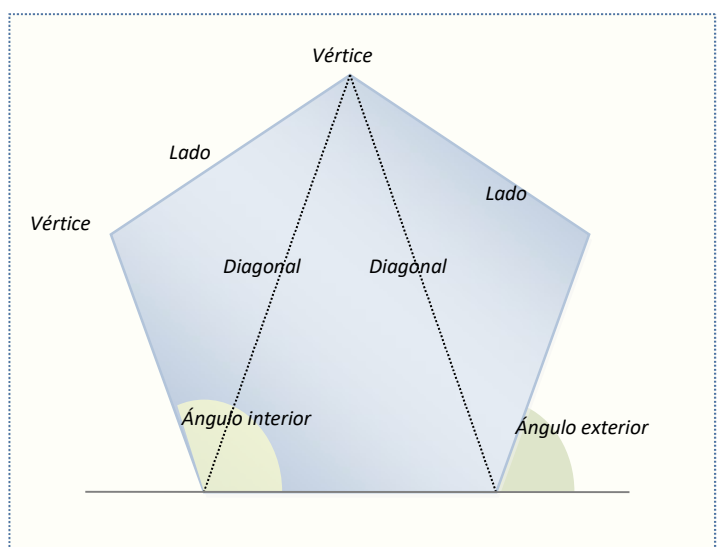 Vértice
Lado
Lado
Vértice
Diagonal
Diagonal
Ángulo interior
Ángulo exterior